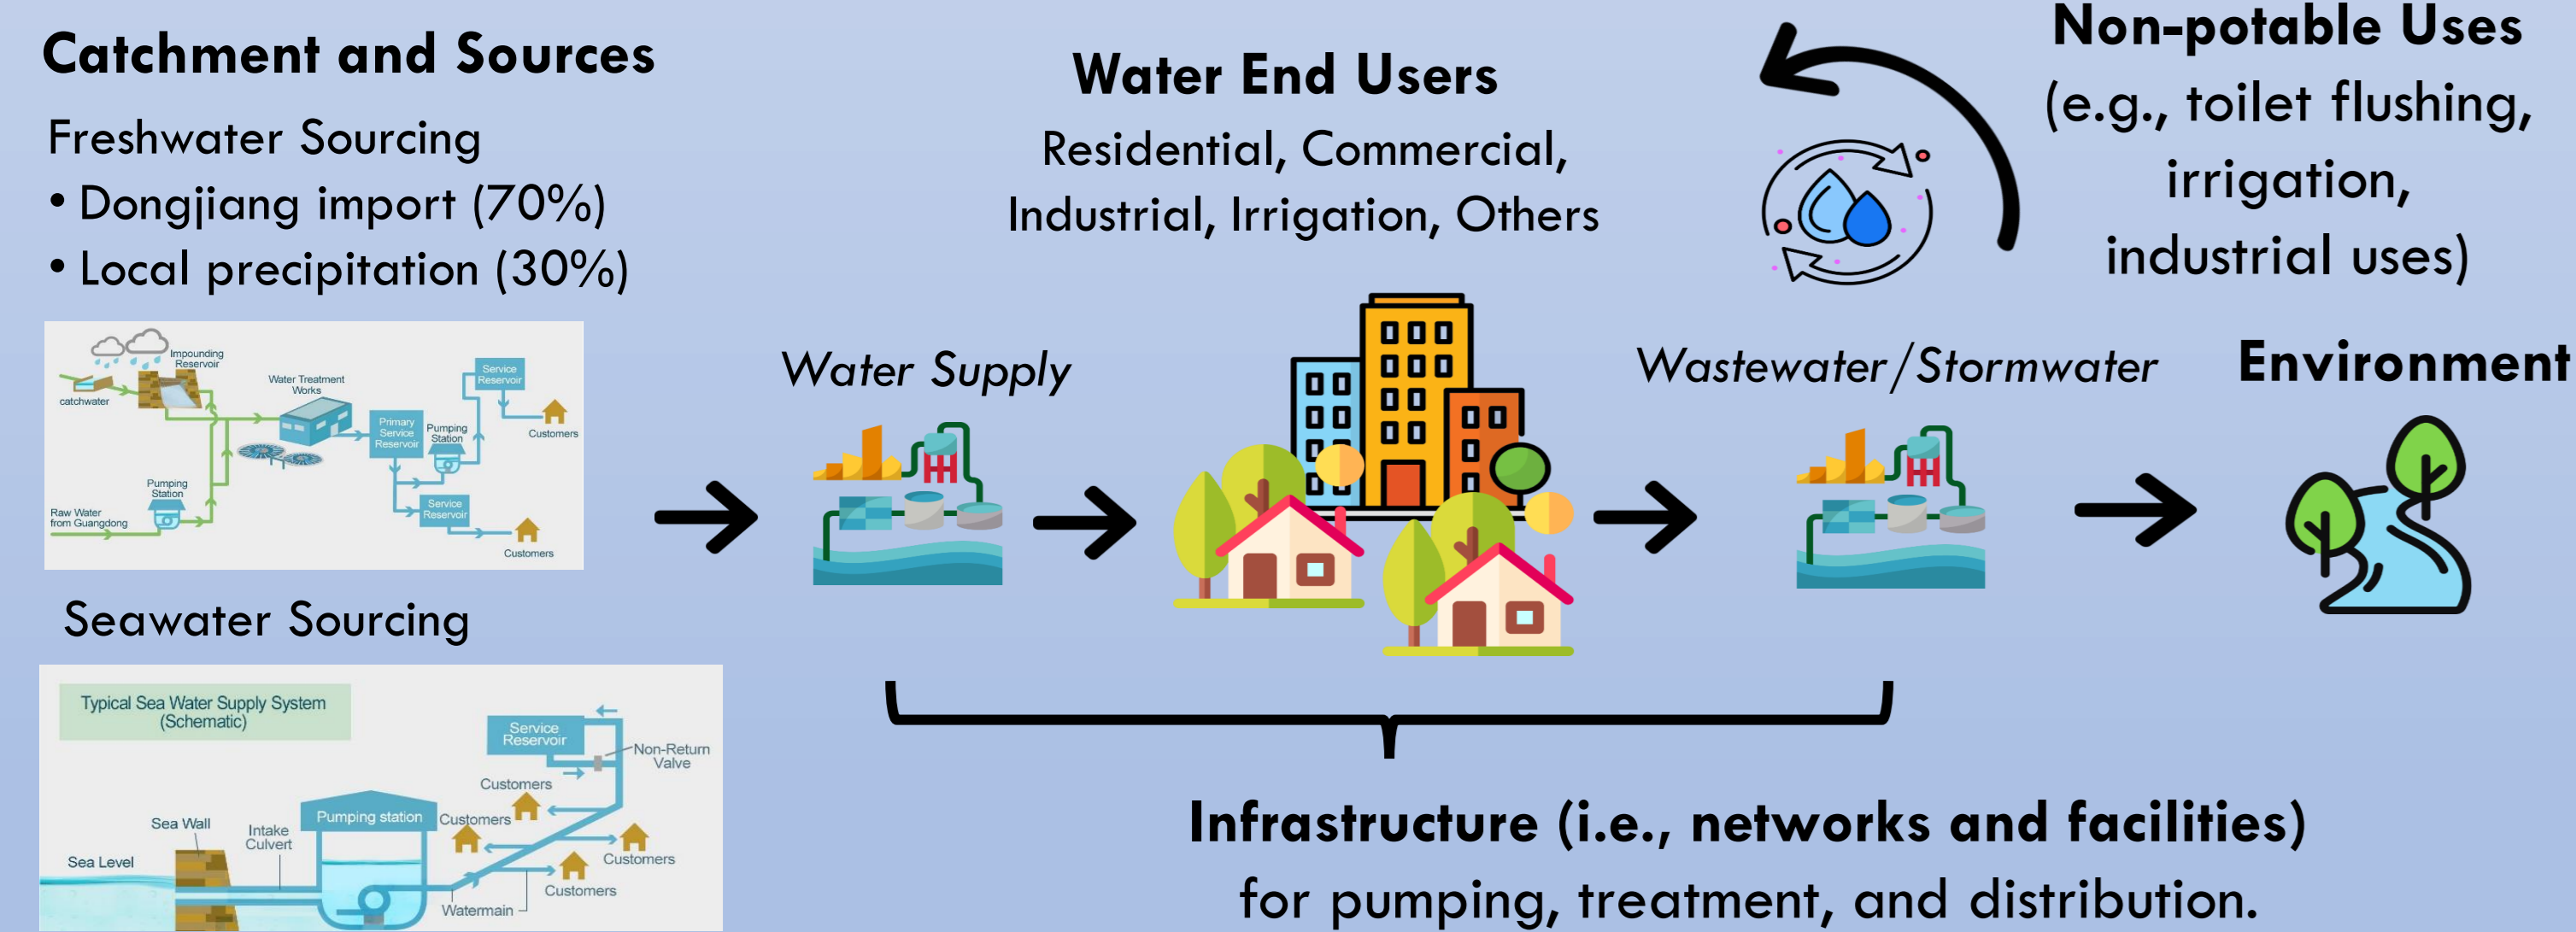 Catchment and Sources
Freshwater Sourcing
• Dongjiang import (70%)
• Local precipitation (30%)
Impounding
Reservoir
catchwater
Water Treatment
Works
Service
Reservoir
Customers
Primary
Service
Reservoir
Pumping
Station
Pumping
Station
Raw Water
from Guangdong
Service
Reservoir
Customers
Seawater Sourcing
Typical Sea Water Supply System
(Schematic)
Service
Reservoir
Non-Return
Valve
Customers
Pumping station
Customers
Sea Wall
Intake
Culvert
Sea Level
Customers
Customers
Watermain
Water Supply
Water End Users
Residential, Commercial,
Industrial, Irrigation, Others
Wastewater/Stormwater
Non-potable Uses
(e.g., toilet flushing,
irrigation,
industrial uses)
Environment
Infrastructure (i.e., networks and facilities)
for pumping, treatment, and distribution.